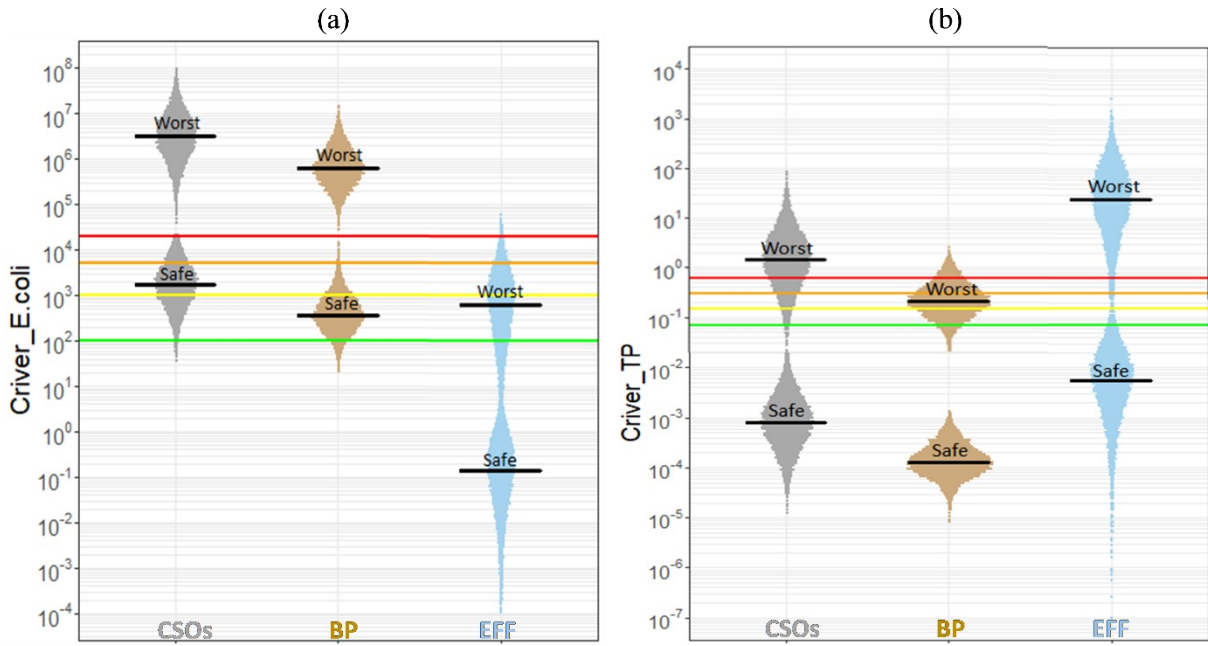 (a)
Criver_E.coli
10^8
10^7
10^6
10^5
10^4
10^3
10^2
10^1
10^0
10^-1
10^-2
10^-3
10^-4
Worst
Safe
Worst
Safe
Worst
Safe
CSOs BP EFF
(b)
Criver_TP
10^4
10^3
10^2
10^1
10^0
10^-1
10^-2
10^-3
10^-4
10^-5
10^-6
10^-7
Worst
Safe
Worst
Safe
Worst
Safe
CSOs BP EFF